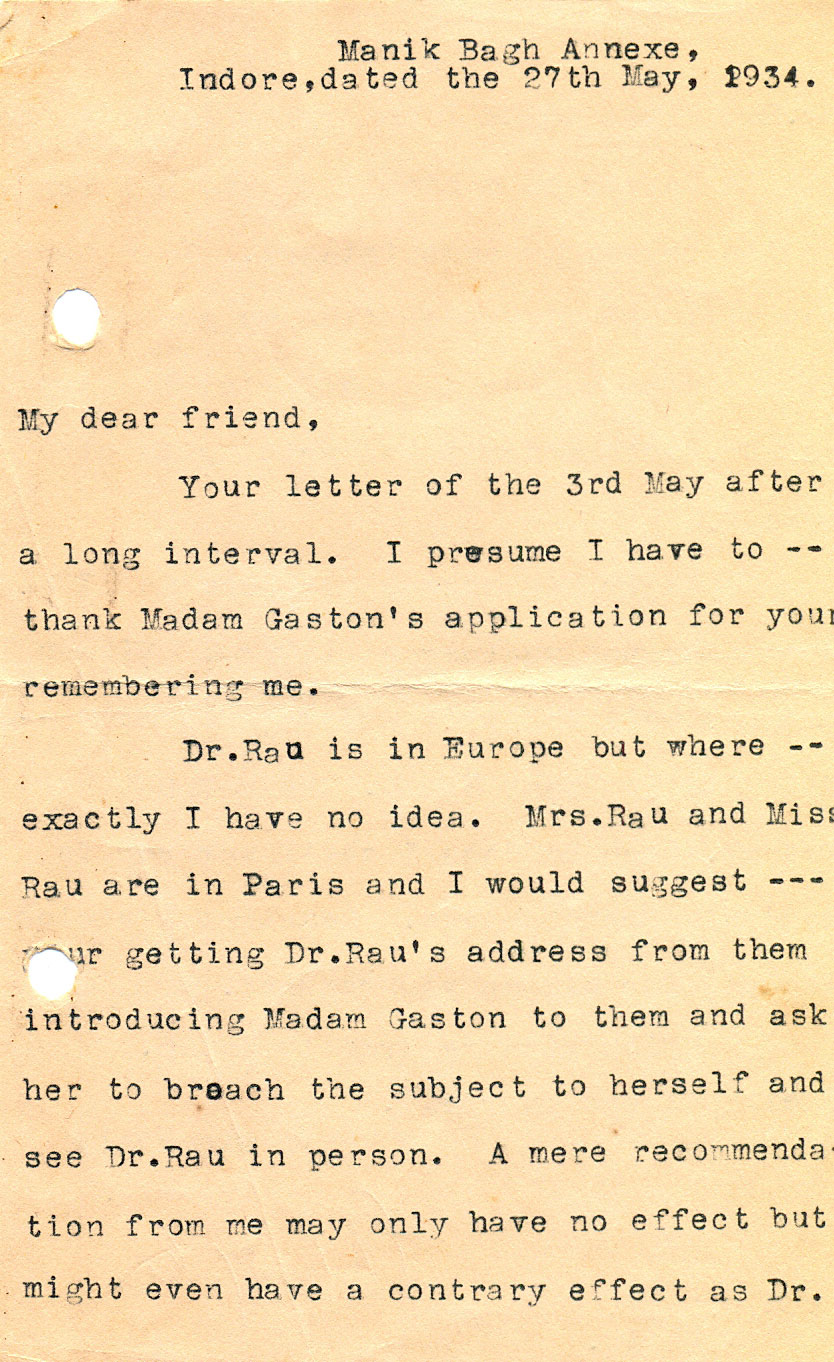 Manik Bagh Annexe,
Indore,dated the 27th May, 1934.
My dear friend,
Your letter of the 3rd May after
a long interval. I presume I have to --
thank Madam Gaston's application for your
remembering me.
Dr.Rau is in Europe but where --
exactly I have no idea. Mrs.Rau and Miss
Rau are in Paris and I would suggest ---
your getting Dr.Rau's address from them
introducing Madam Gaston to them and ask
her to broach the subject to herself and
see Dr.Rau in person. A mere recommenda-
tion from me may only have no effect but
might even have a contrary effect as Dr.